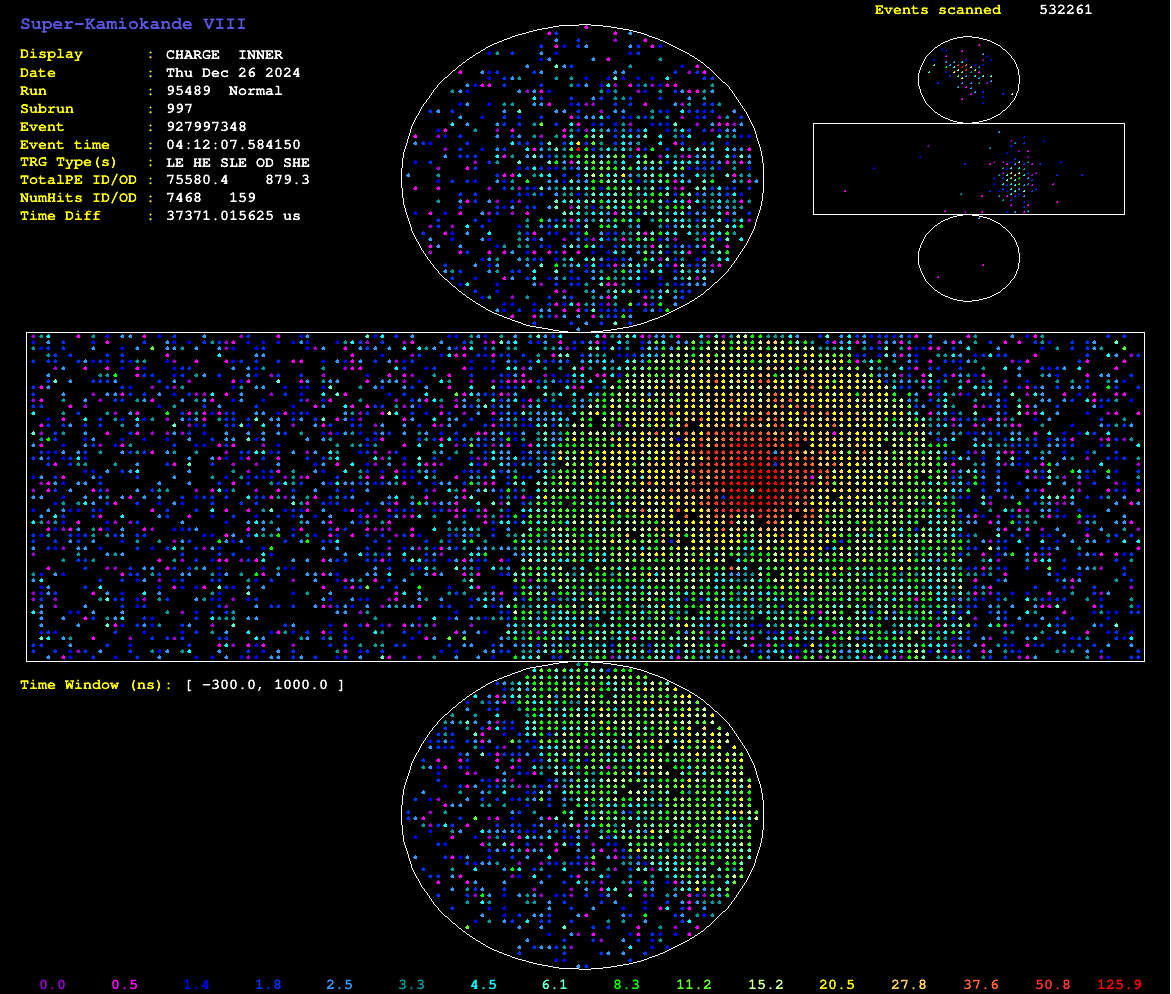 Super-Kamiokande VIII
Display : CHARGE INNER
Date : Thu Dec 26 2024
Run : 95489 Normal
Subrun : 997
Event : 927997348
Event time : 04:12:07.584150
TRG Type(s) : LE HE SLE OD SHE
TotalPE ID/OD : 75580.4 879.3
NumHits ID/OD : 7468 159
Time Diff : 37371.015625 us
Events scanned 532261
Time Window (ns): [ −300.0, 1000.0 ]
0.0 0.5 1.4 1.8 2.5 3.3 4.5 6.1 8.3 11.2 15.2 20.5 27.8 37.6 50.8 125.9